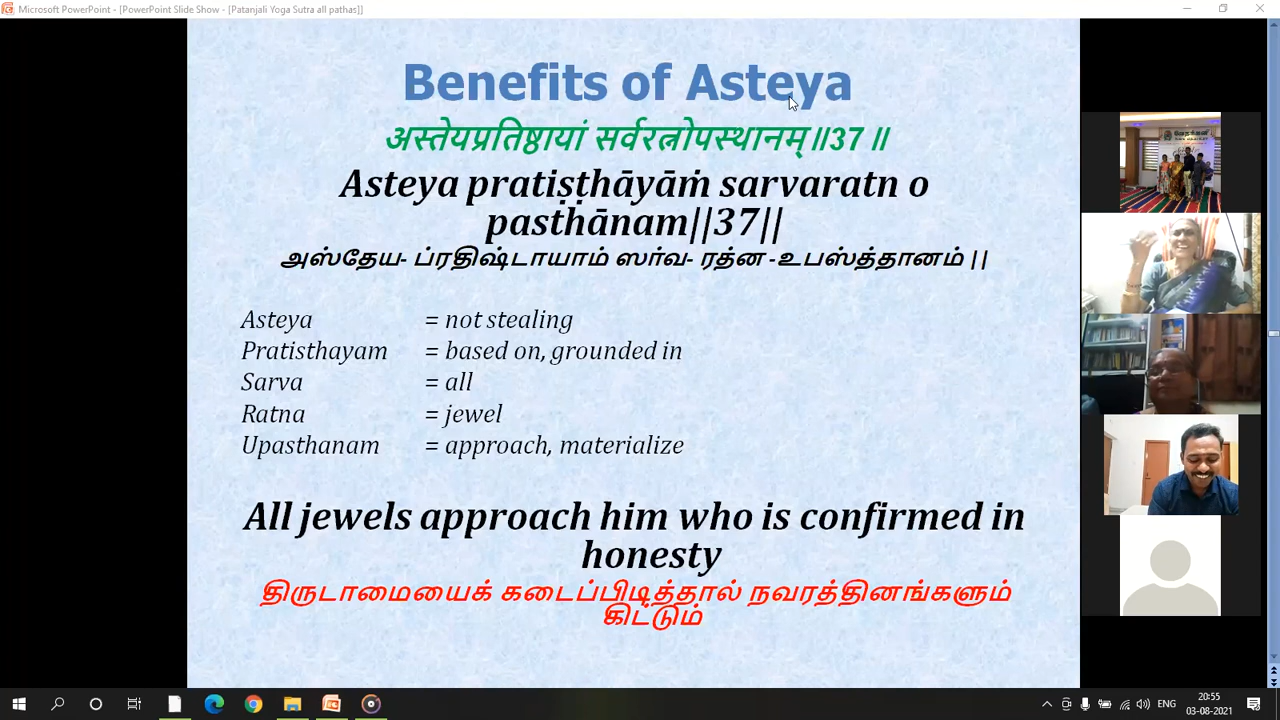 Microsoft PowerPoint - [PowerPoint Slide Show - [Patanjali Yoga Sutra all pathas]]
Benefits of Asteya
अस्तेयप्रतिष्ठायां सर्वरत्नोपस्थानम्॥37 ॥
Asteya pratiṣṭhāyāṁ sarvaratn o
pasthānam||37||
அஸ்தேய- ப்ரதிஷ்டாயாம் ஸர்வ- ரத்ன -உபஸ்த்தானம் ||
Asteya = not stealing
Pratisthayam = based on, grounded in
Sarva = all
Ratna = jewel
Upasthanam = approach, materialize
All jewels approach him who is confirmed in
honesty
திருடாமையைக் கடைப்பிடித்தால் நவரத்தினங்களும்
கிட்டும்
ENG
20:55
03-08-2021